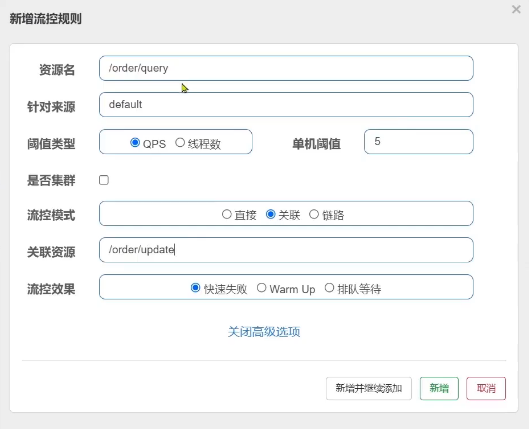 新增流控规则
资源名 /order/query
针对来源 default
阈值类型 QPS 线程数 单机阈值 5
是否集群
流控模式 直接 关联 链路
关联资源 /order/update
流控效果 快速失败 Warm Up 排队等待
关闭高级选项
新增并继续添加 新增 取消